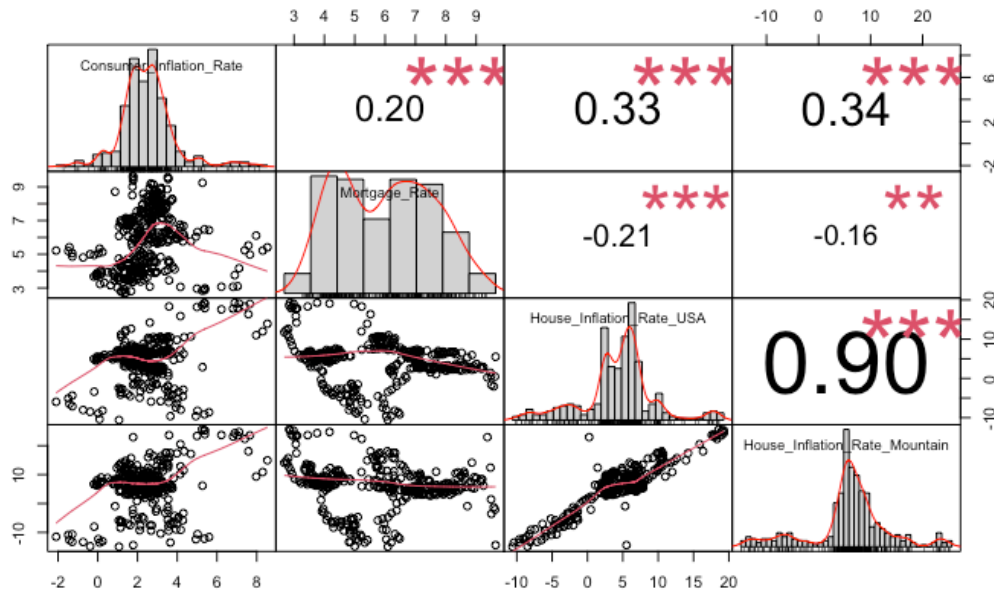 3 4 5 6 7 8 9 -10 0 10 20
Consumer_Inflation_Rate *** 0.20 *** 0.33 *** 0.34 -2 2 6
3 5 7 9 Mortgage_Rate *** -0.21 ** -0.16
House_Inflation_Rate_USA *** 0.90 -10 0 10 20
-10 10 House_Inflation_Rate_Mountain
-2 0 2 4 6 8 -10 -5 0 5 10 15 20